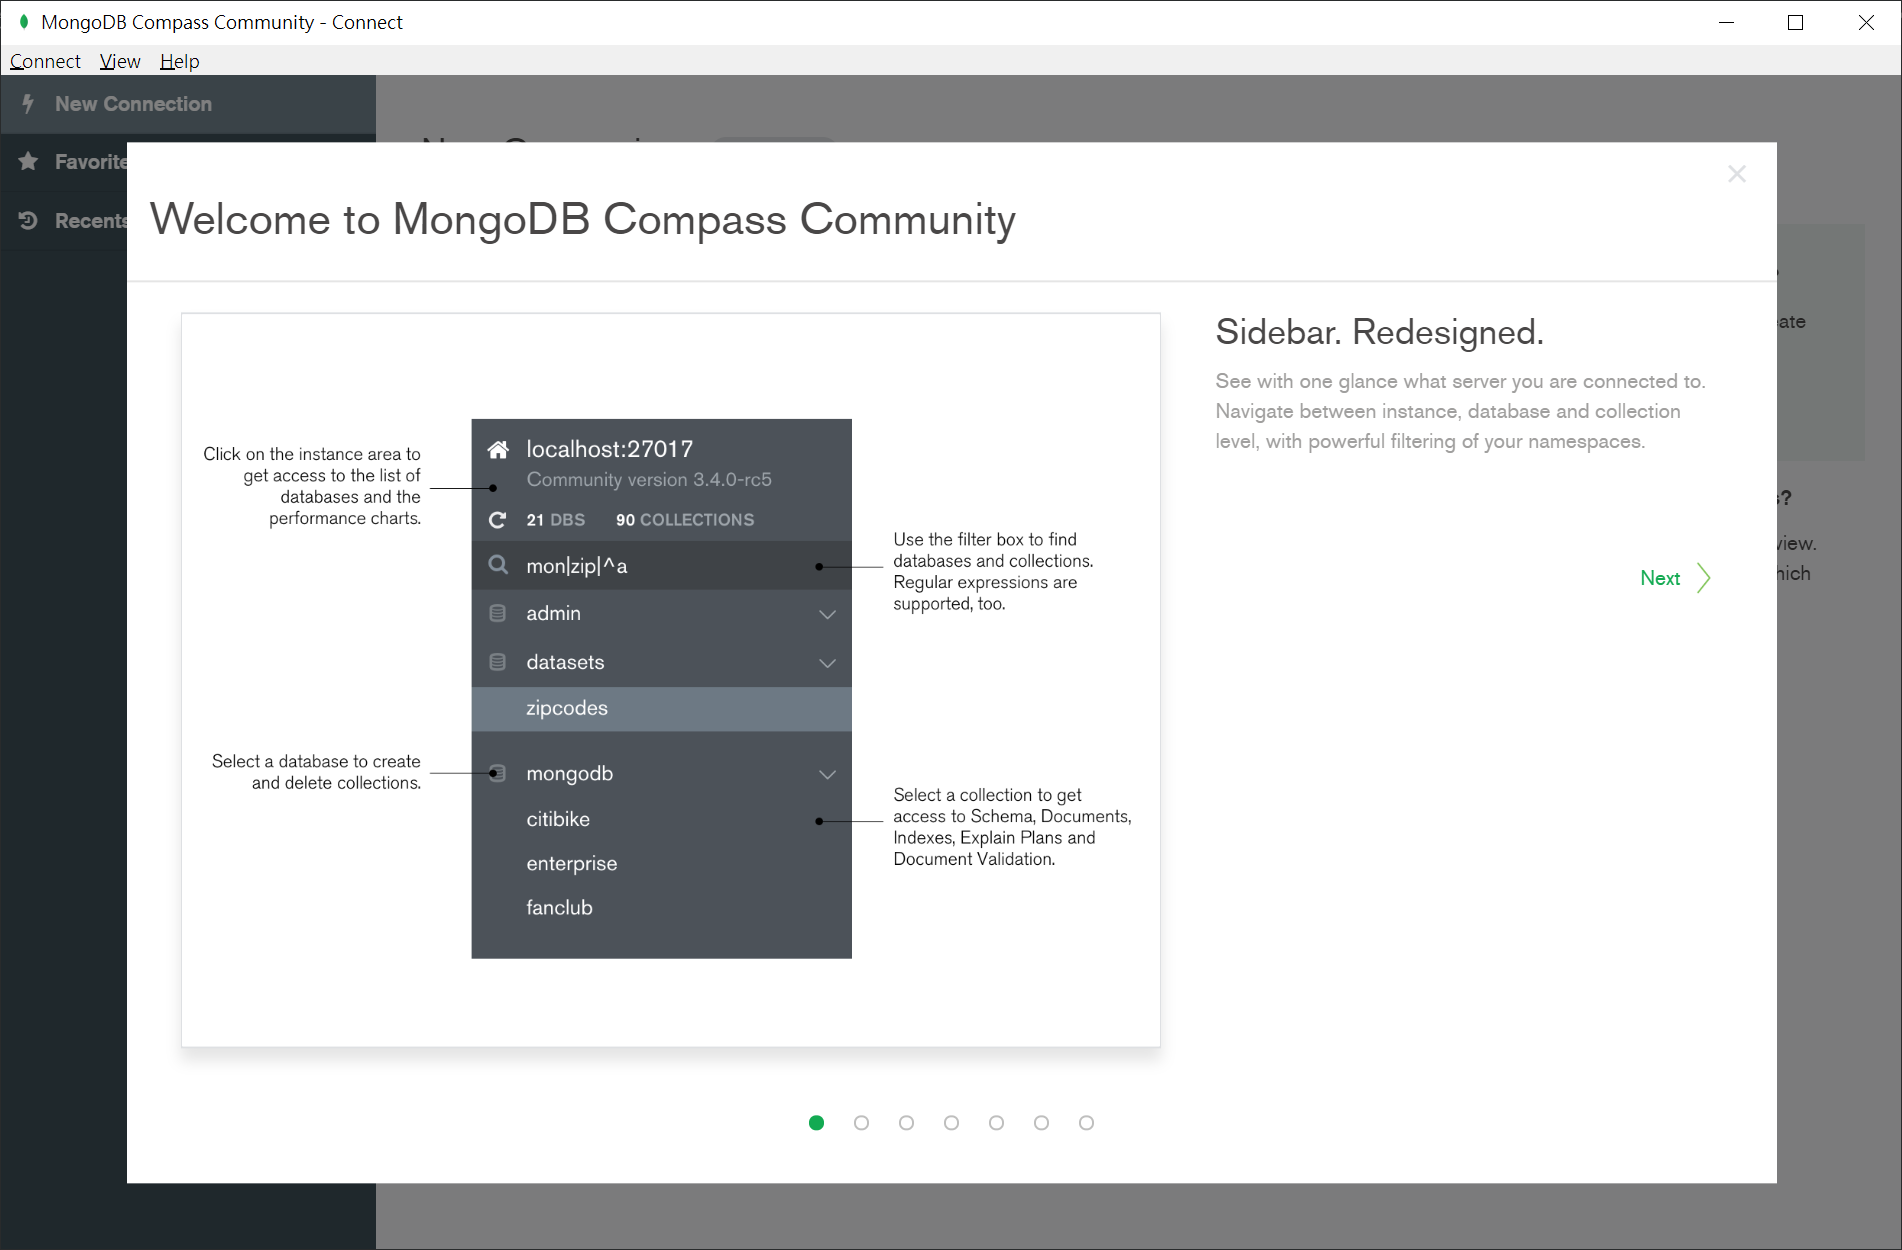 MongoDB Compass Community - Connect
Connect View Help
New Connection
Favorite
Recents
Welcome to MongoDB Compass Community
Sidebar. Redesigned.
See with one glance what server you are connected to.
Navigate between instance, database and collection
level, with powerful filtering of your namespaces.
Next
Click on the instance area to
get access to the list of
databases and the
performance charts.
localhost:27017
Community version 3.4.0-rc5
21 DBS 90 COLLECTIONS
mon|zip|^a
Use the filter box to find
databases and collections.
Regular expressions are
supported, too.
admin
datasets
zipcodes
Select a database to create
and delete collections.
mongodb
citibike
enterprise
fanclub
Select a collection to get
access to Schema, Documents,
Indexes, Explain Plans and
Document Validation.